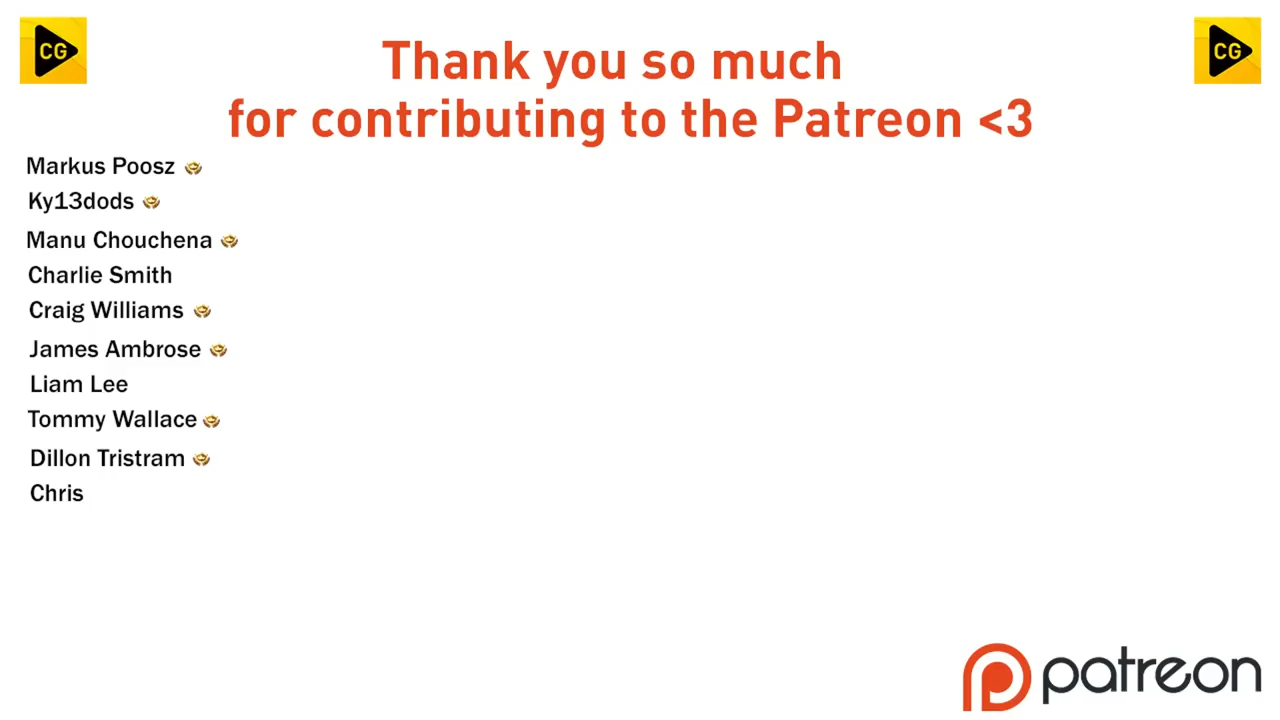 CG
CG
Thank you so much
for contributing to the Patreon <3
Markus Poosz
Ky13dods
Manu Chouchena
Charlie Smith
Craig Williams
James Ambrose
Liam Lee
Tommy Wallace
Dillon Tristram
Chris
patreon